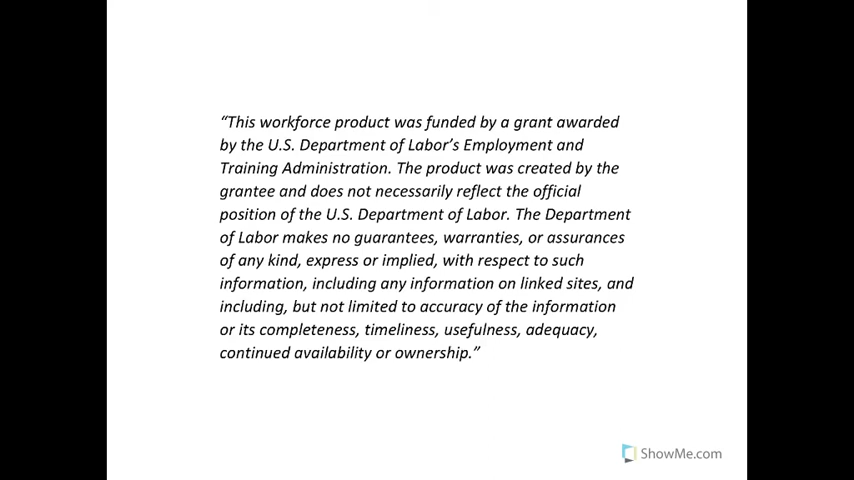 “This workforce product was funded by a grant awarded
by the U.S. Department of Labor’s Employment and
Training Administration. The product was created by the
grantee and does not necessarily reflect the official
position of the U.S. Department of Labor. The Department
of Labor makes no guarantees, warranties, or assurances
of any kind, express or implied, with respect to such
information, including any information on linked sites, and
including, but not limited to accuracy of the information
or its completeness, timeliness, usefulness, adequacy,
continued availability or ownership.”
ShowMe.com